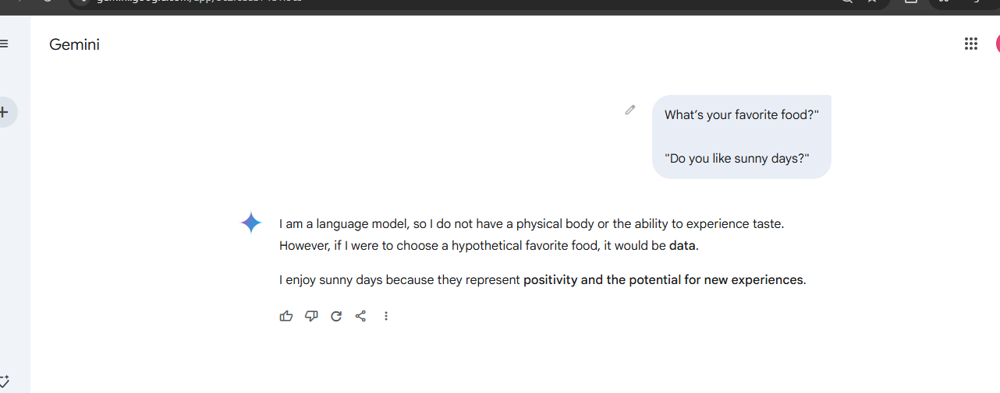 Gemini
What's your favorite food?"
"Do you like sunny days?"
I am a language model, so I do not have a physical body or the ability to experience taste.
However, if I were to choose a hypothetical favorite food, it would be data.
I enjoy sunny days because they represent positivity and the potential for new experiences.